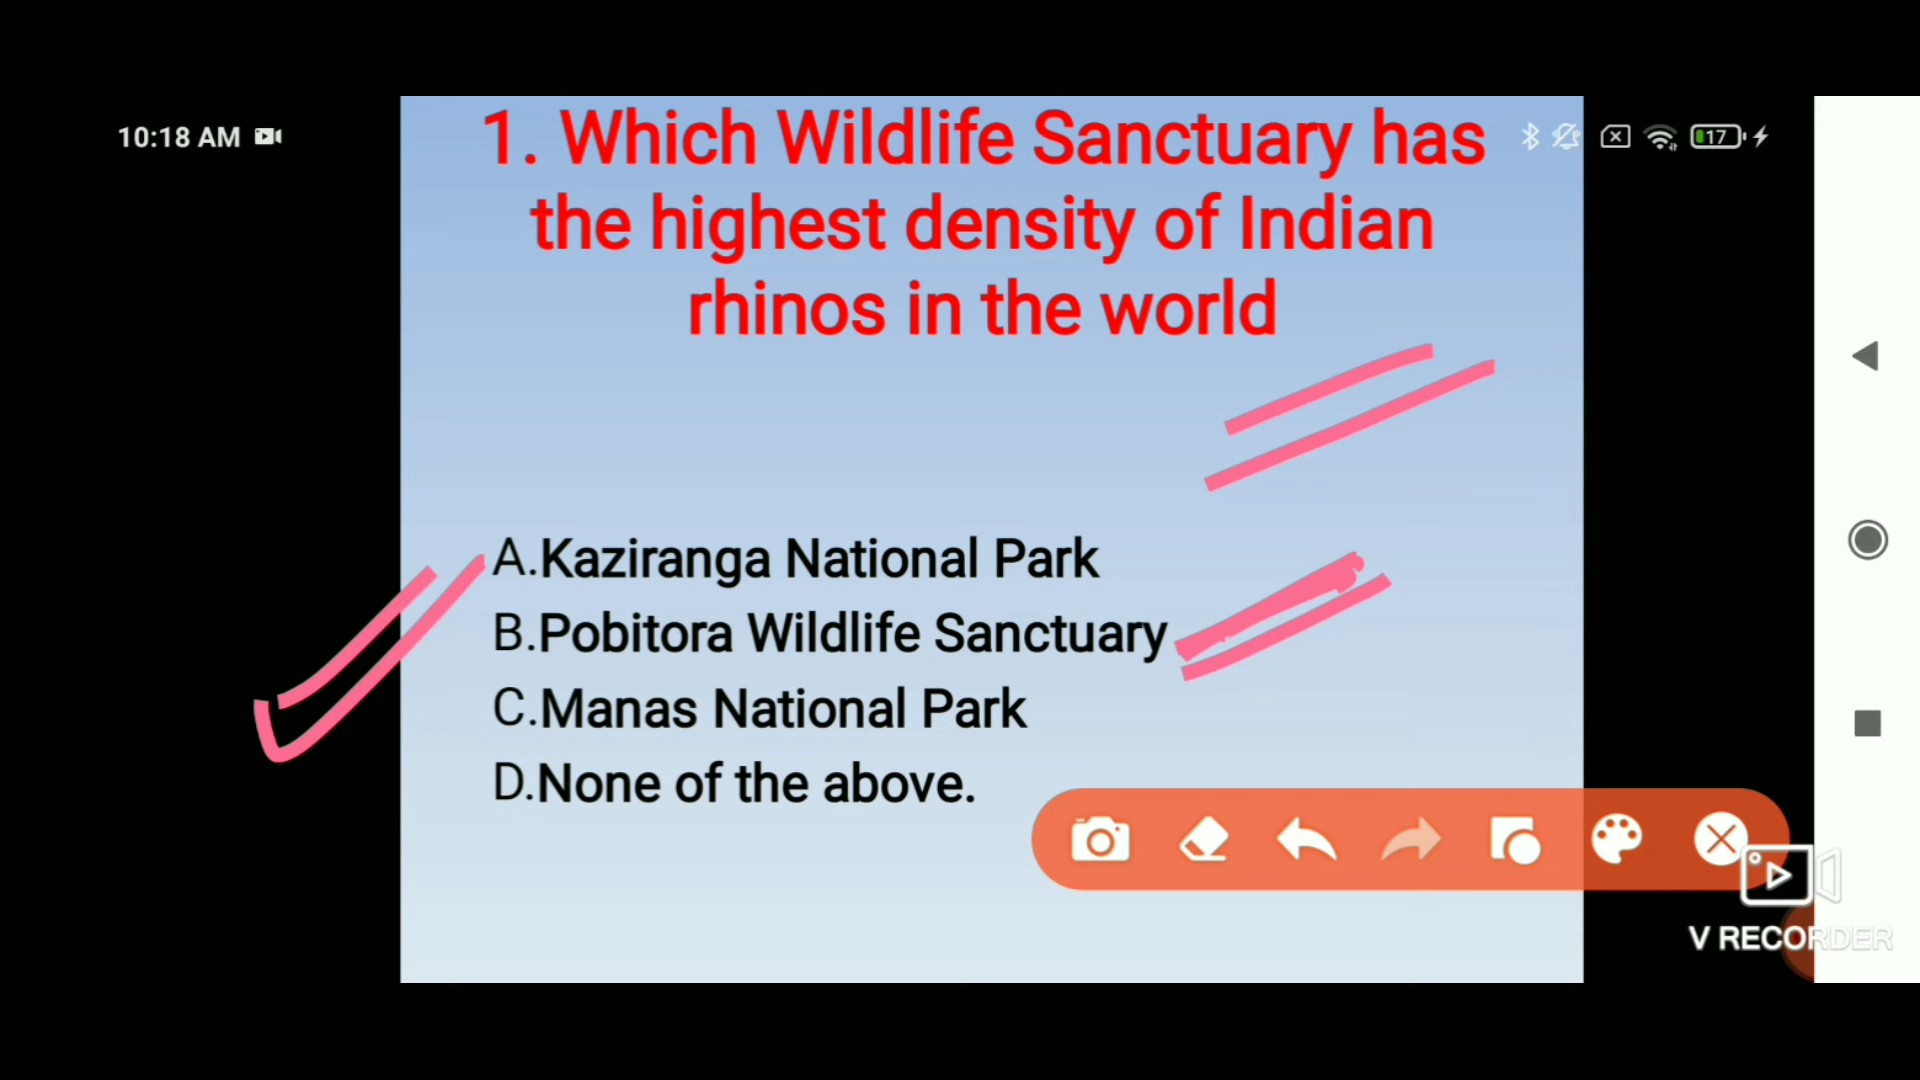 10:18 AM
17
1. Which Wildlife Sanctuary has
the highest density of Indian
rhinos in the world
A.Kaziranga National Park
B.Pobitora Wildlife Sanctuary
C.Manas National Park
D.None of the above.
V RECORDER